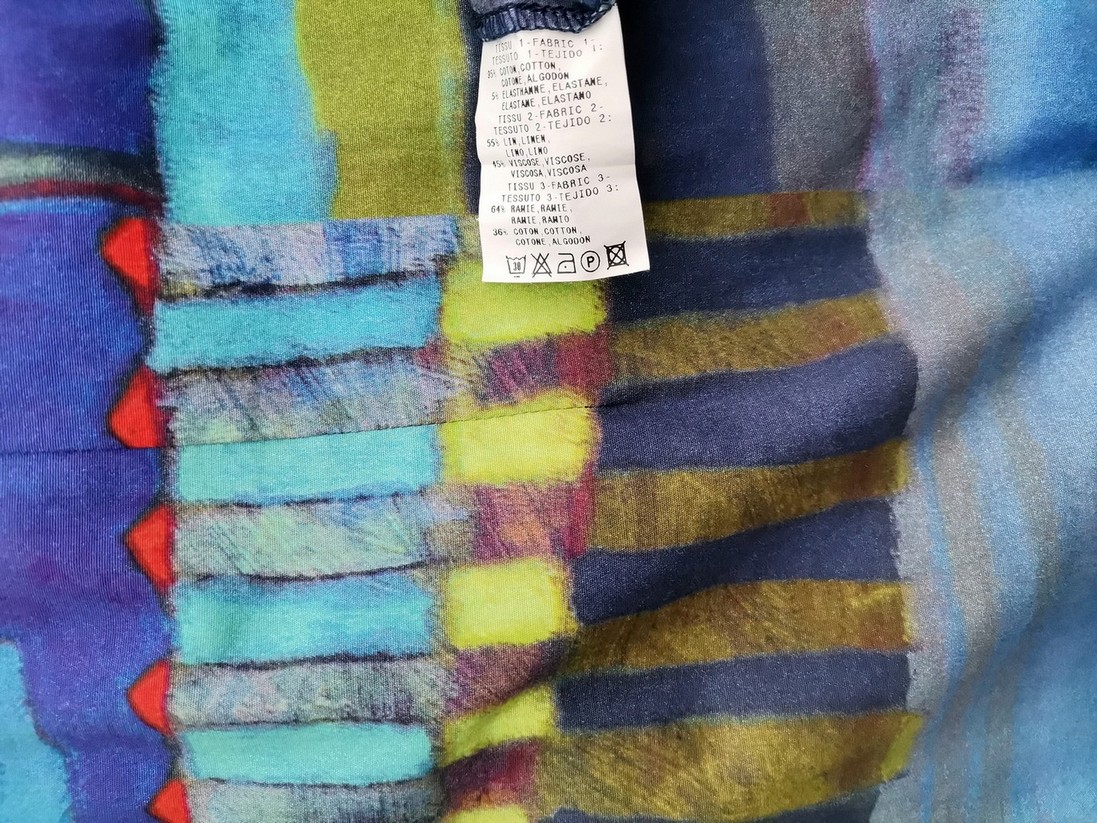 TISSU 1-FABRIC 1-
TESSUTO 1-TEJIDO 1:
95% COTON,COTTON,
COTONE,ALGODON
5% ELASTHANNE,ELASTANE,
ELASTANE,ELASTANO
TISSU 2-FABRIC 2-
TESSUTO 2-TEJIDO 2:
55% LIN,LINEN,
LINO,LINO
45% VISCOSE,VISCOSE,
VISCOSA,VISCOSA
TISSU 3-FABRIC 3-
TESSUTO 3-TEJIDO 3:
64% RAMIE,RAMIE,
RAMIE,RAMIO
36% COTON,COTTON,
COTONE,ALGODON
30 P